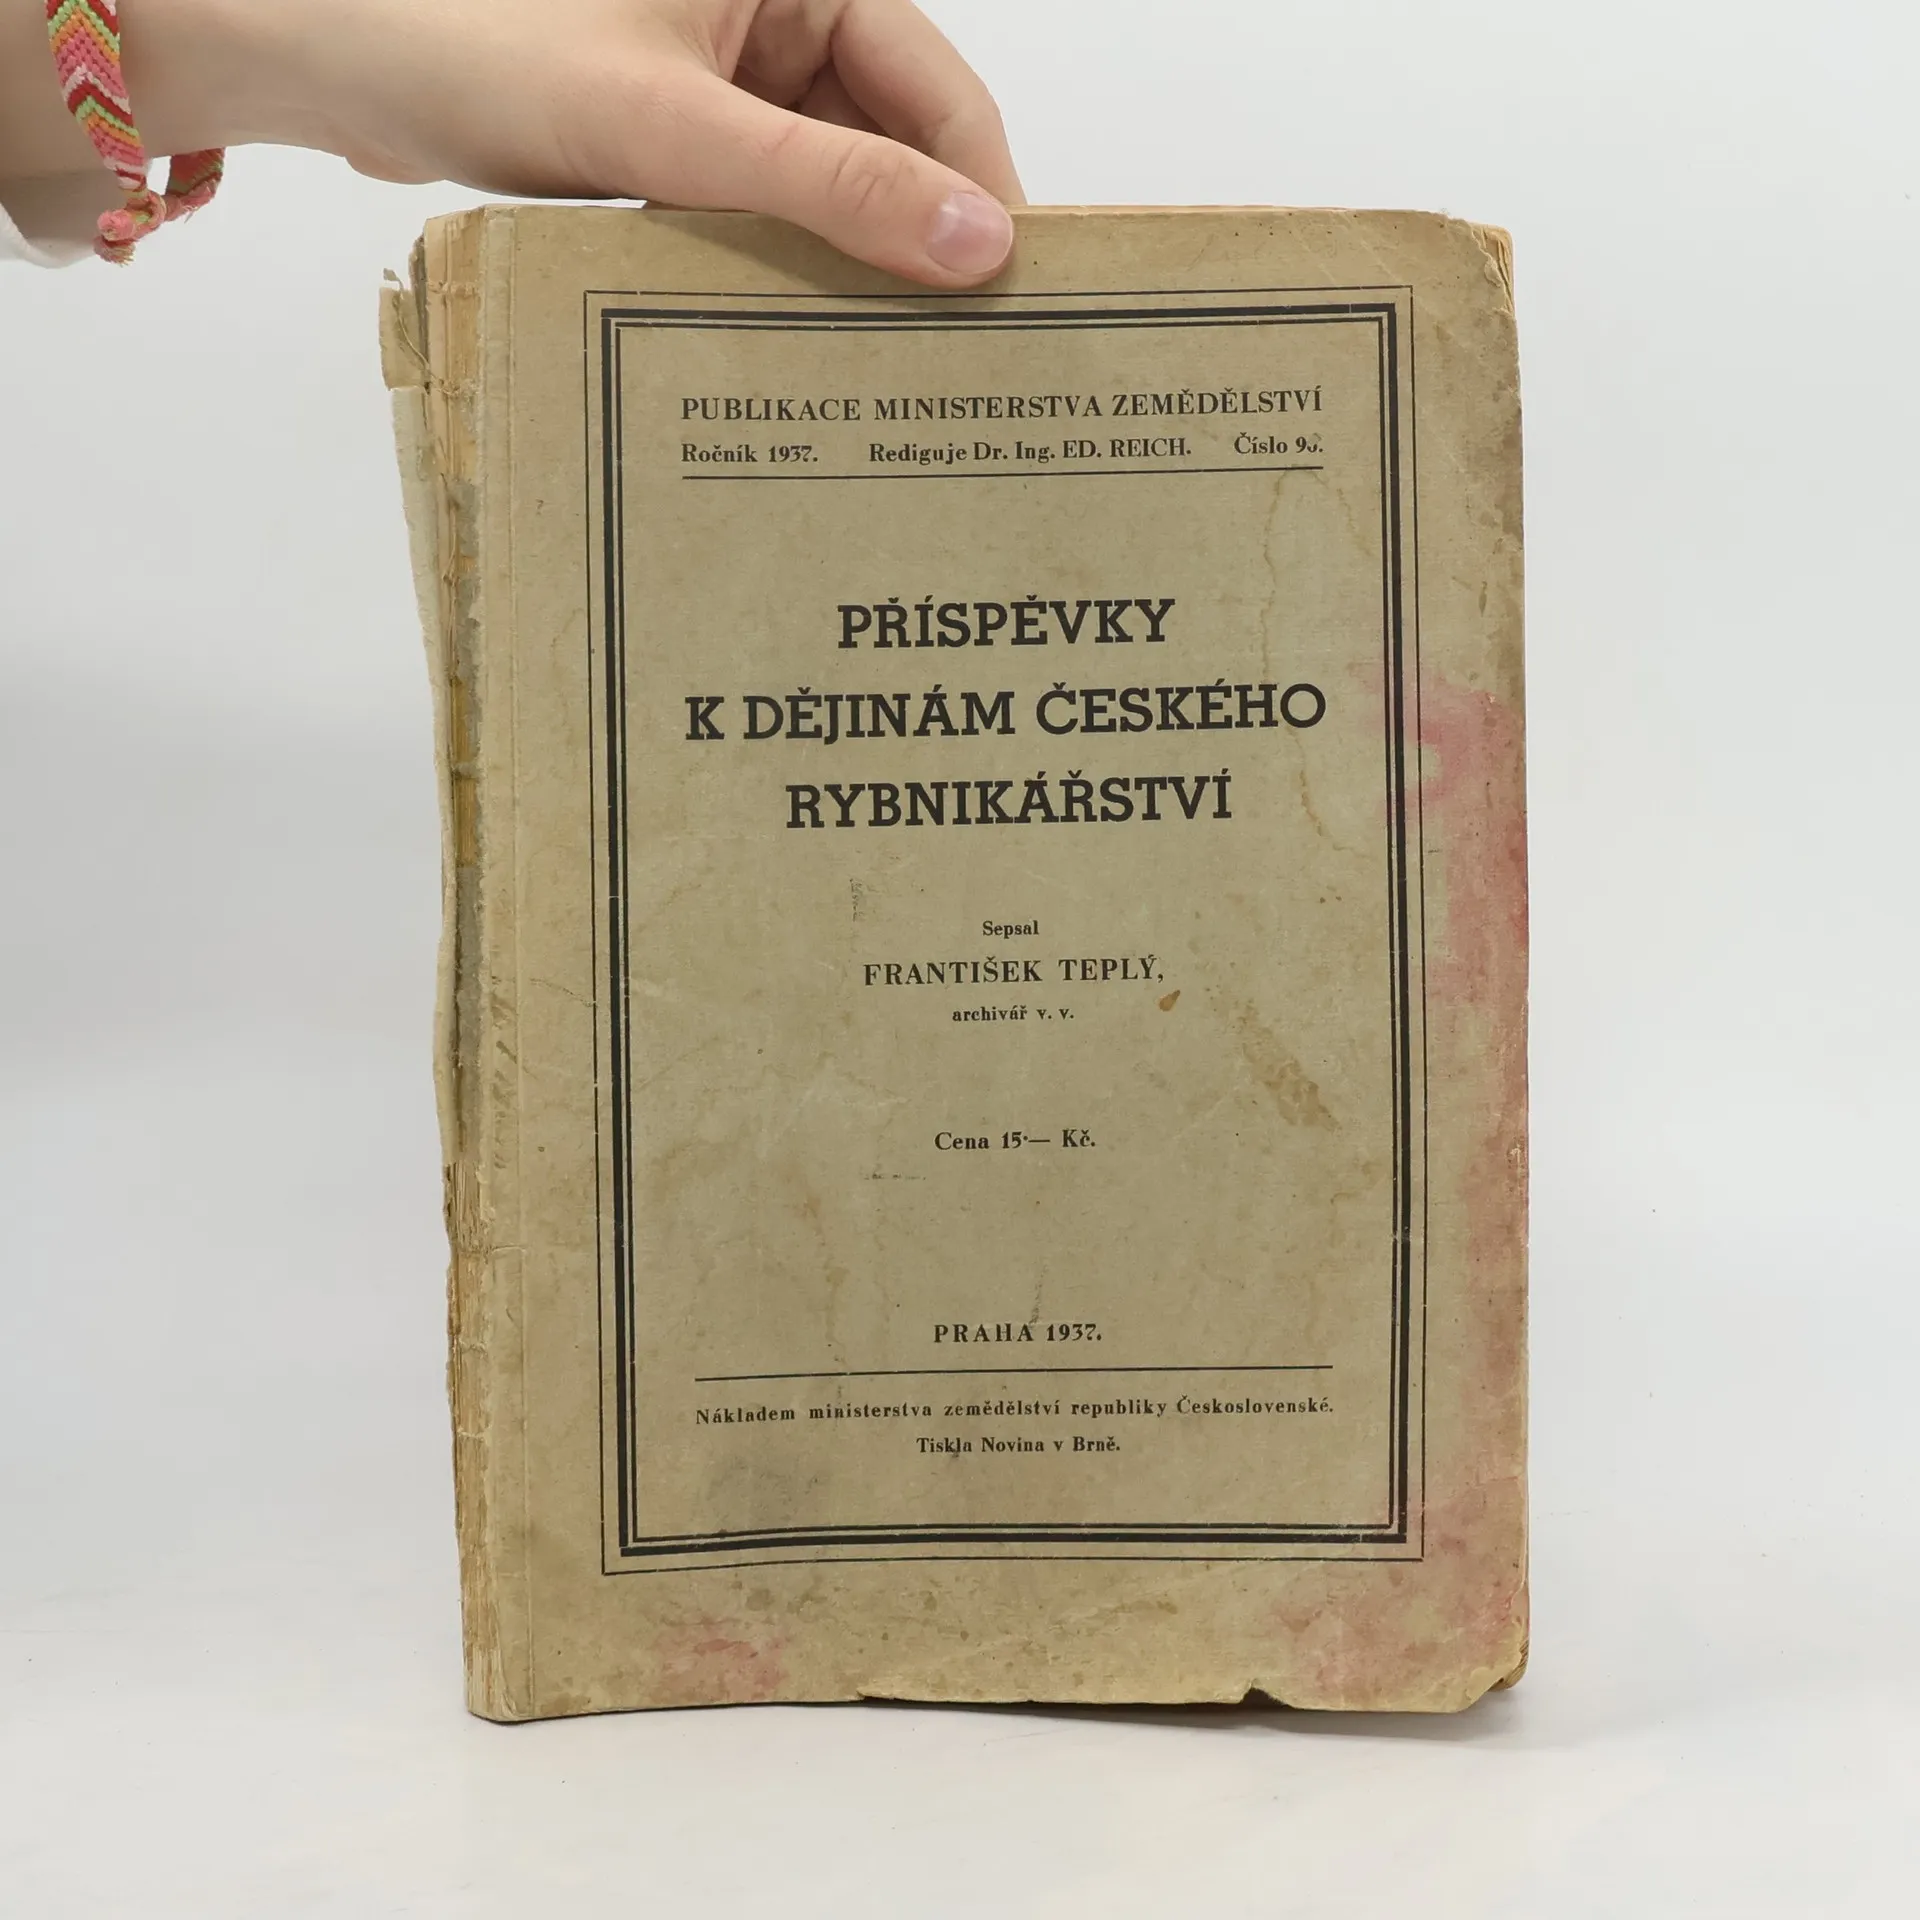 PUBLIKACE MINISTERSTVA ZEMĚDĚLSTVÍ
Ročník 1937. Rediguje Dr. Ing. ED. REICH. Číslo
PŘÍSPĚVKY
K DĚJINÁM ČESKÉHO
RYBNIKÁŘSTVÍ
Sepsal
FRANTIŠEK TEPLÝ,
archivář v. v.
Cena 15·— Kč.
PRAHA 1937.
Nákladem ministerstva zemědělství republiky Československé.
Tiskla Novina v Brně.